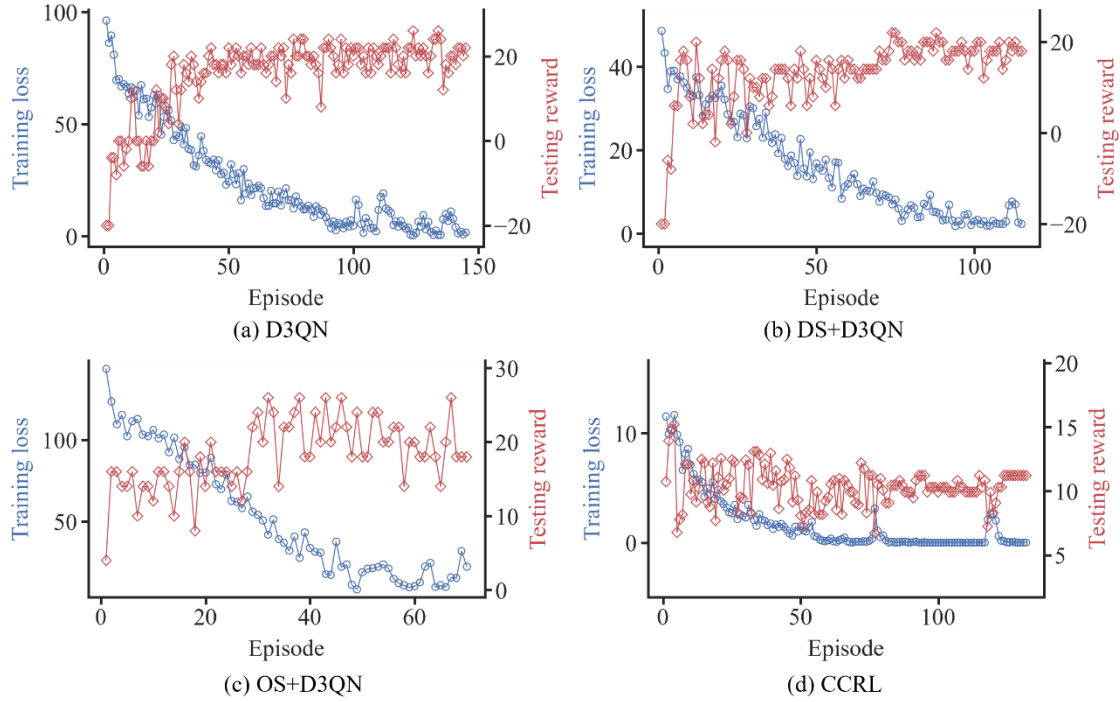 100
50
0
20
0
−20
0
50
100
150
Training loss
Testing reward
Episode
(a) D3QN
40
20
0
20
0
−20
0
100
Training loss
Testing reward
Episode
(b) DS+D3QN
100
50
30
20
10
0
0
20
40
60
Training loss
Testing reward
Episode
(c) OS+D3QN
10
0
20
15
10
5
0
50
100
Training loss
Testing reward
Episode
(d) CCRL